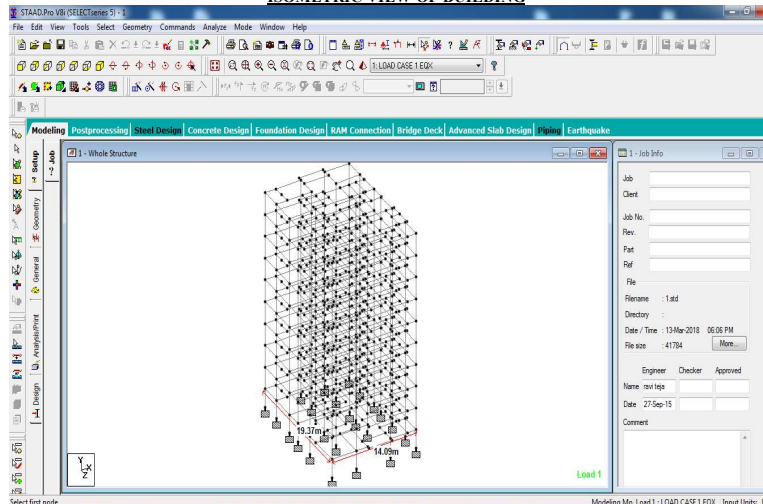 ISOMETRIC VIEW OF BUILDING
STAAD.Pro V8i (SELECTseries 5) - 1
File Edit View Tools Select Geometry Commands Analyze Mode Window Help
1: LOAD CASE 1 EQX
Modeling Postprocessing Steel Design Concrete Design Foundation Design RAM Connection Bridge Deck Advanced Slab Design Piping Earthquake
Setup
Job
Geometry
General
Analysis/Print
Design
1 - Whole Structure
19.37m
14.09m
Y
X
Z
Load 1
1 - Job Info
Job
Client
Job No.
Rev.
Part
Ref
File
Filename : 1.std
Directory :
Date / Time : 13-Mar-2018 06:06 PM
File size : 41784 More...
Engineer Checker Approved
Name ravi teja
Date 27-Sep-15
Comment
Select first node
Modeling Mo Load 1 : LOAD CASE 1 EQX Input Units: